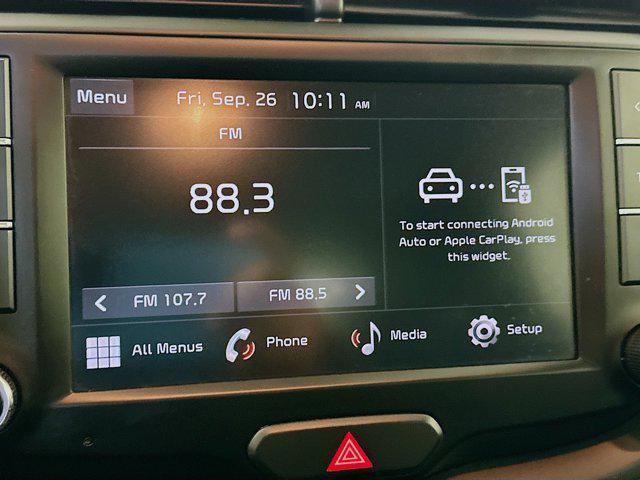 Menu
Fri, Sep. 26 10:11 AM
FM
88.3
To start connecting Android
Auto or Apple CarPlay, press
this widget.
< FM 107.7
FM 88.5 >
All Menus
Phone
Media
Setup